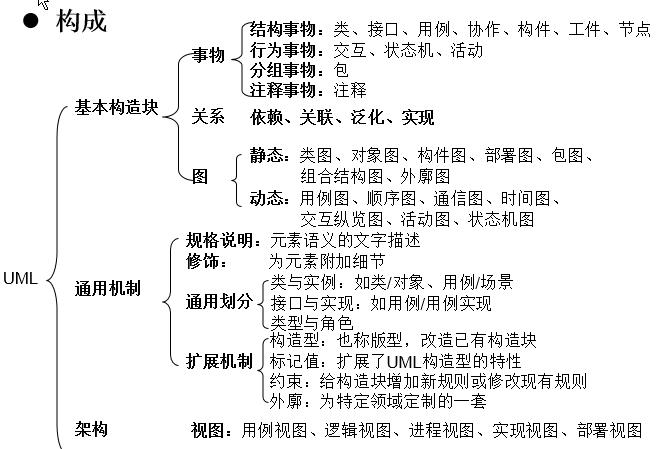 ● 构成
结构事物：类、接口、用例、协作、构件、工件、节点
事物
行为事物：交互、状态机、活动
分组事物：包
注释事物：注释
基本构造块
关系 依赖、关联、泛化、实现
静态：类图、对象图、构件图、部署图、包图、
组合结构图、外廓图
图
动态：用例图、顺序图、通信图、时间图、
交互纵览图、活动图、状态机图
规格说明：元素语义的文字描述
修饰： 为元素附加细节
UML
通用机制
类与实例：如类/对象、用例/场景
通用划分
接口与实现：如用例/用例实现
类型与角色
构造型：也称版型，改造已有构造块
扩展机制
标记值：扩展了UML构造型的特性
约束：给构造块增加新规则或修改现有规则
外廓：为特定领域定制的一套
架构
视图：用例视图、逻辑视图、进程视图、实现视图、部署视图